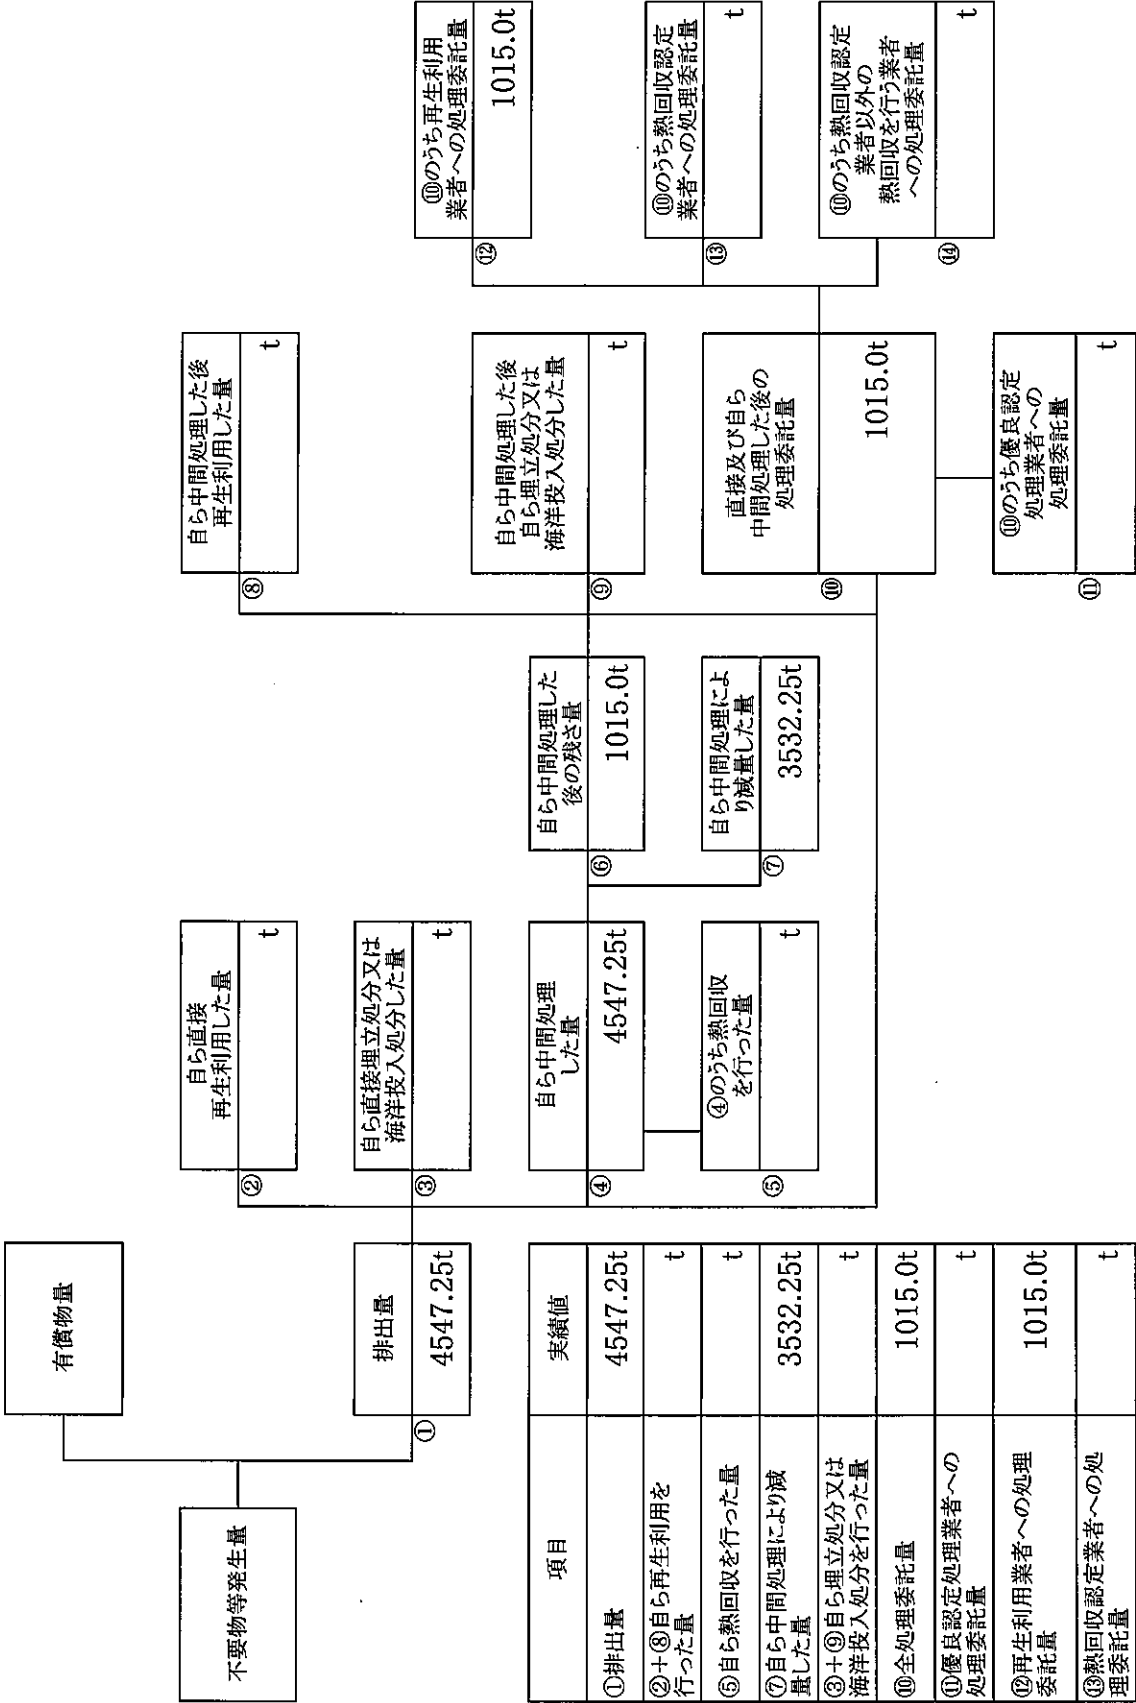 不要物等発生量
有償物量
排出量
①
4547.25t
自ら直接
再生利用した量
②
t
自ら直接埋立処分又は
海洋投入処分した量
③
t
自ら中間処理
した量
④
4547.25t
④のうち熱回収
を行った量
⑤
t
自ら中間処理した
後の残さ量
⑥
1015.0t
自ら中間処理によ
り減量した量
⑦
3532.25t
自ら中間処理した後
再生利用した量
⑧
t
自ら中間処理した後
自ら埋立処分又は
海洋投入処分した量
⑨
t
直接及び自ら
中間処理した後の
処理委託量
⑩
1015.0t
⑩のうち優良認定
処理業者への
処理委託量
⑪
t
⑩のうち再生利用
業者への処理委託量
⑫
1015.0t
⑩のうち熱回収認定
業者への処理委託量
⑬
t
⑩のうち熱回収認定
業者以外の
熱回収を行う業者
への処理委託量
⑭
t
項目
実績値
①排出量
4547.25t
②+⑧自ら再生利用を
行った量
t
⑤自ら熱回収を行った量
t
⑦自ら中間処理により減
量した量
3532.25t
③+⑨自ら埋立処分又は
海洋投入処分を行った量
t
⑩全処理委託量
1015.0t
⑪優良認定処理業者への
処理委託量
t
⑫再生利用業者への処理
委託量
1015.0t
⑬熱回収認定業者への処
理委託量
t